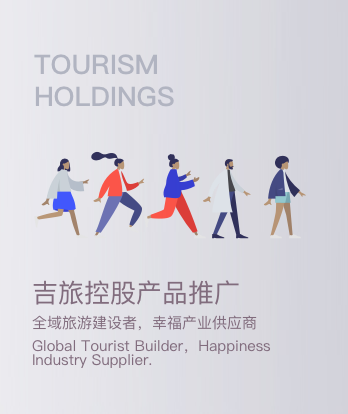 TOURISM
HOLDINGS
吉旅控股产品推广
全域旅游建设者，幸福产业供应商
Global Tourist Builder，Happiness
Industry Supplier.